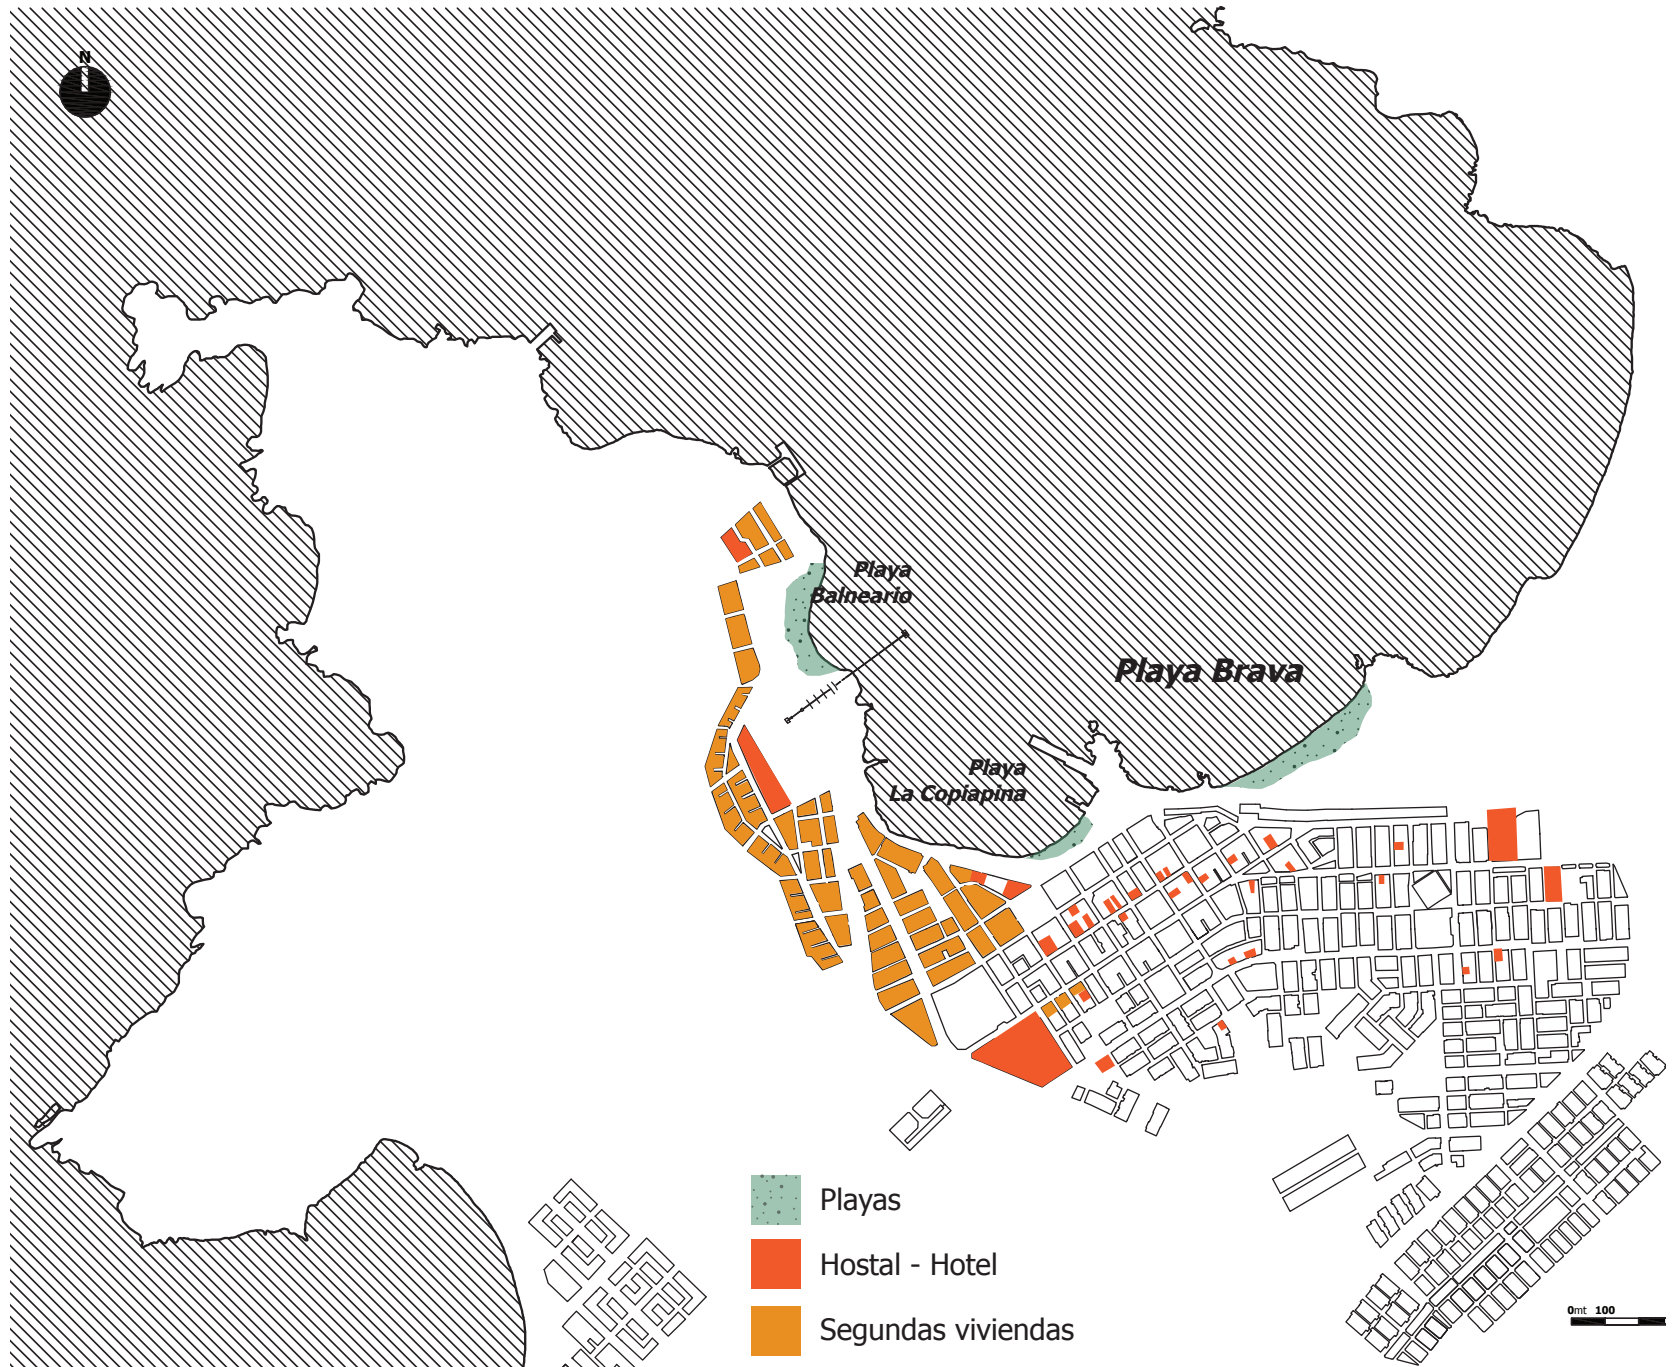 N
Playa
Balneario
Playa Brava
Playa
La Copiapina
Playas
Hostal - Hotel
Segundas viviendas
0mt 100